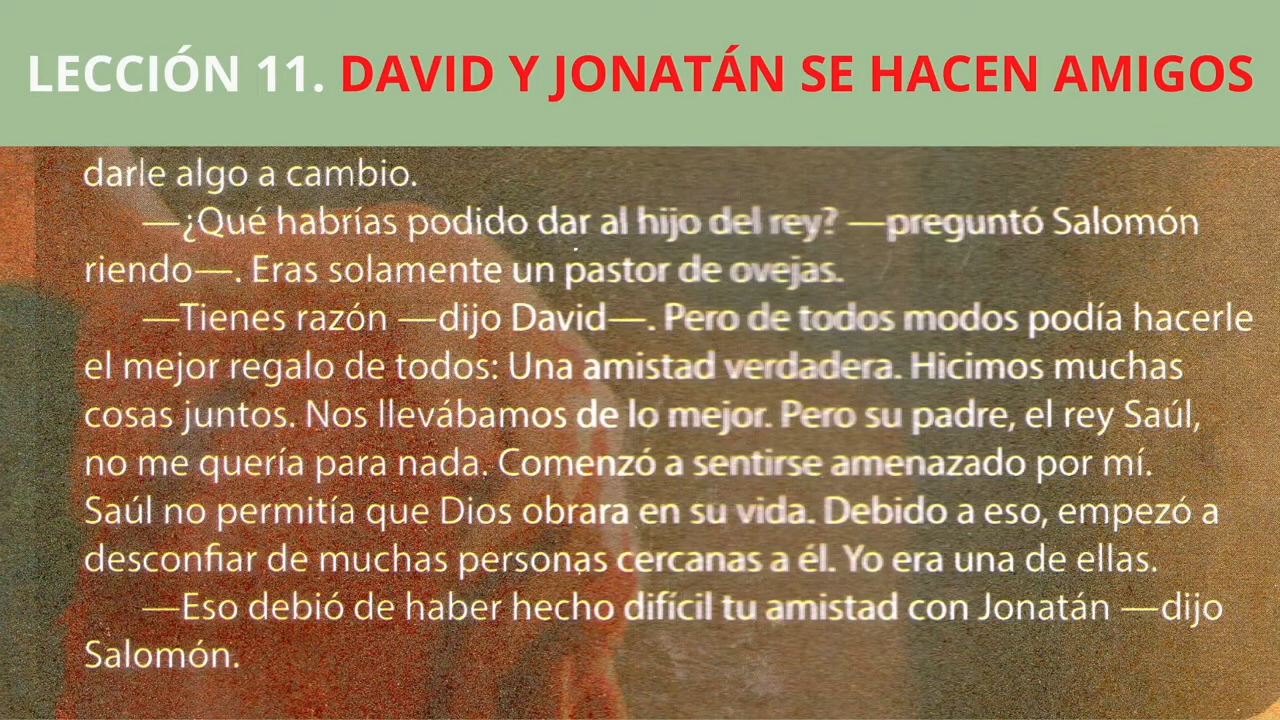 LECCIÓN 11. DAVID Y JONATÁN SE HACEN AMIGOS
darle algo a cambio.
—¿Qué habrías podido dar al hijo del rey? —preguntó Salomón
riendo—. Eras solamente un pastor de ovejas.
—Tienes razón —dijo David—. Pero de todos modos podía hacerle
el mejor regalo de todos: Una amistad verdadera. Hicimos muchas
cosas juntos. Nos llevábamos de lo mejor. Pero su padre, el rey Saúl,
no me quería para nada. Comenzó a sentirse amenazado por mí.
Saúl no permitía que Dios obrara en su vida. Debido a eso, empezó a
desconfiar de muchas personas cercanas a él. Yo era una de ellas.
—Eso debió de haber hecho difícil tu amistad con Jonatán —dijo
Salomón.